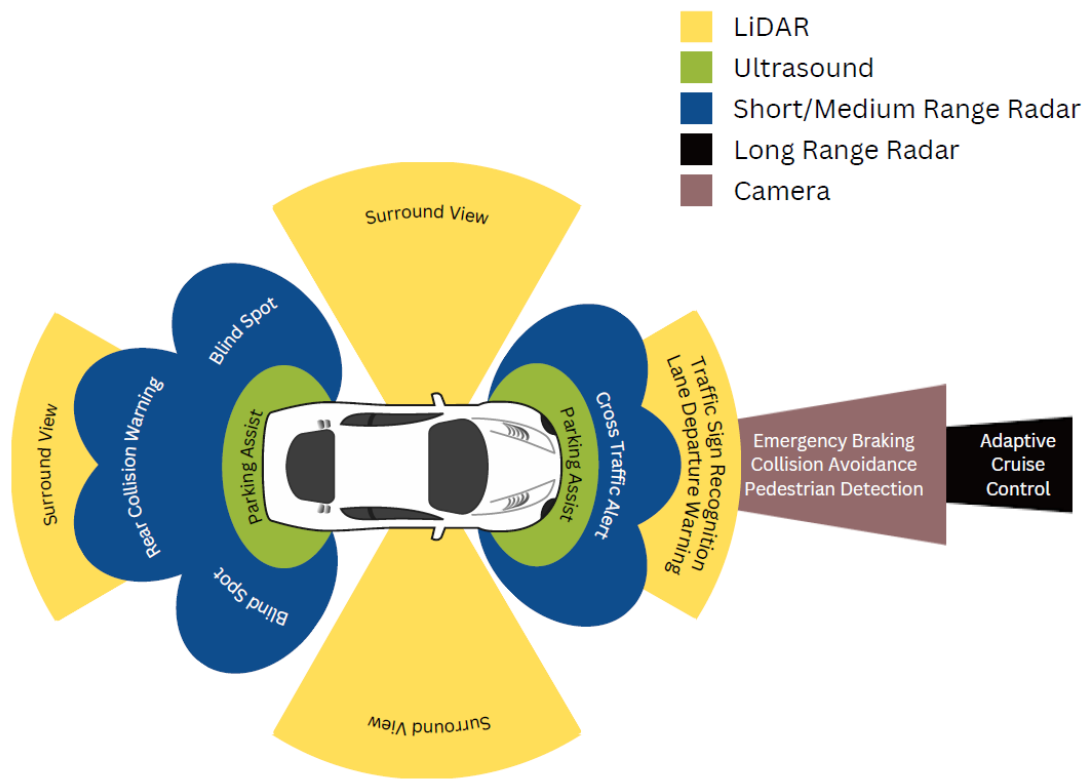 LiDAR
Ultrasound
Short/Medium Range Radar
Long Range Radar
Camera
Surround View
Blind Spot
Surround View
Rear Collision Warning
Parking Assist
Parking Assist
Cross Traffic Alert
Traffic Sign Recognition
Lane Departure Warning
Emergency Braking
Collision Avoidance
Pedestrian Detection
Adaptive
Cruise
Control
Blind Spot
Surround View